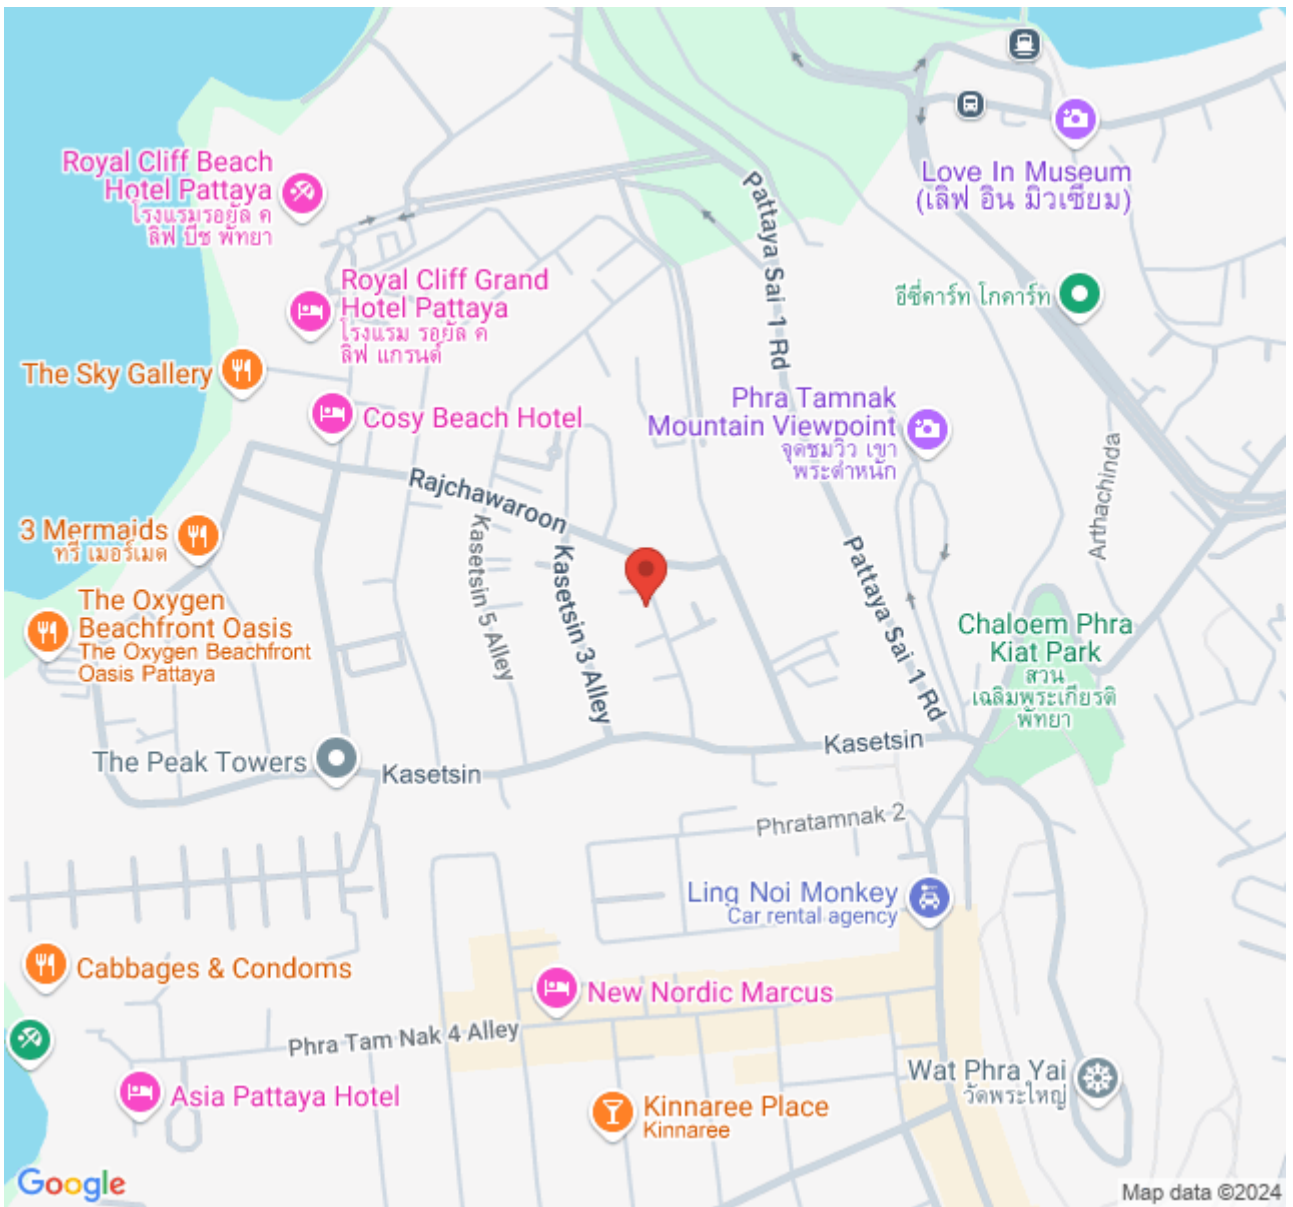 Royal Cliff Beach
Hotel Pattaya
โรงแรมรอยัล ค
ลิฟ บีช พัทยา
Love In Museum
(เลิฟ อิน มิวเซียม)
Pattaya Sai 1 Rd
Royal Cliff Grand
Hotel Pattaya
โรงแรม รอยัล ค
ลิฟ แกรนด์
อีซี่คาร์ท โกคาร์ท
The Sky Gallery
Cosy Beach Hotel
Phra Tamnak
Mountain Viewpoint
จุดชมวิว เขา
พระตำหนัก
Arthachinda
Rajchawaroon
3 Mermaids
ทรี เมอร์เมด
Kasetsin 5 Alley
Kasetsin 3 Alley
Pattaya Sai 1 Rd
The Oxygen
Beachfront Oasis
The Oxygen Beachfront
Oasis Pattaya
Chaloem Phra
Kiat Park
สวน
เฉลิมพระเกียรติ
พัทยา
The Peak Towers
Kasetsin
Kasetsin
Phratamnak 2
Ling Noi Monkey
Car rental agency
Cabbages & Condoms
New Nordic Marcus
Phra Tam Nak 4 Alley
Asia Pattaya Hotel
Wat Phra Yai
วัดพระใหญ่
Kinnaree Place
Kinnaree
Google
Map data ©2024